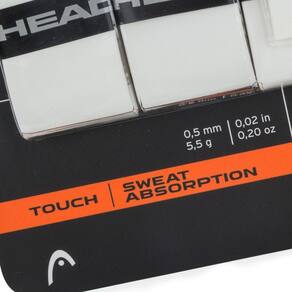 HEAD
0,5 mm | 0,02 in
5,5 g | 0,20 oz
TOUCH | SWEAT
ABSORPTION